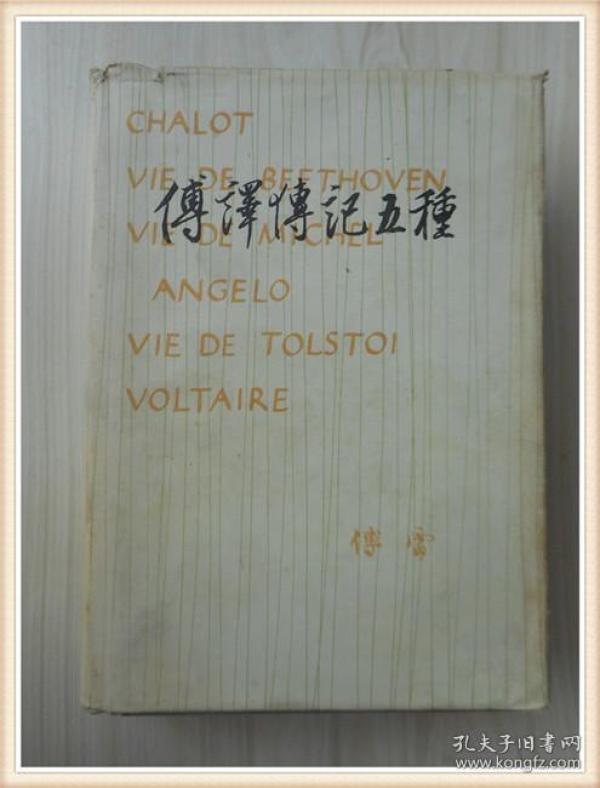 CHALOT
VIE DE BEETHOVEN
傅譯傳記五種
VIE DE MICHEL
ANGELO
VIE DE TOLSTOI
VOLTAIRE
傅雷
孔夫子旧書网
www.kongfz.com